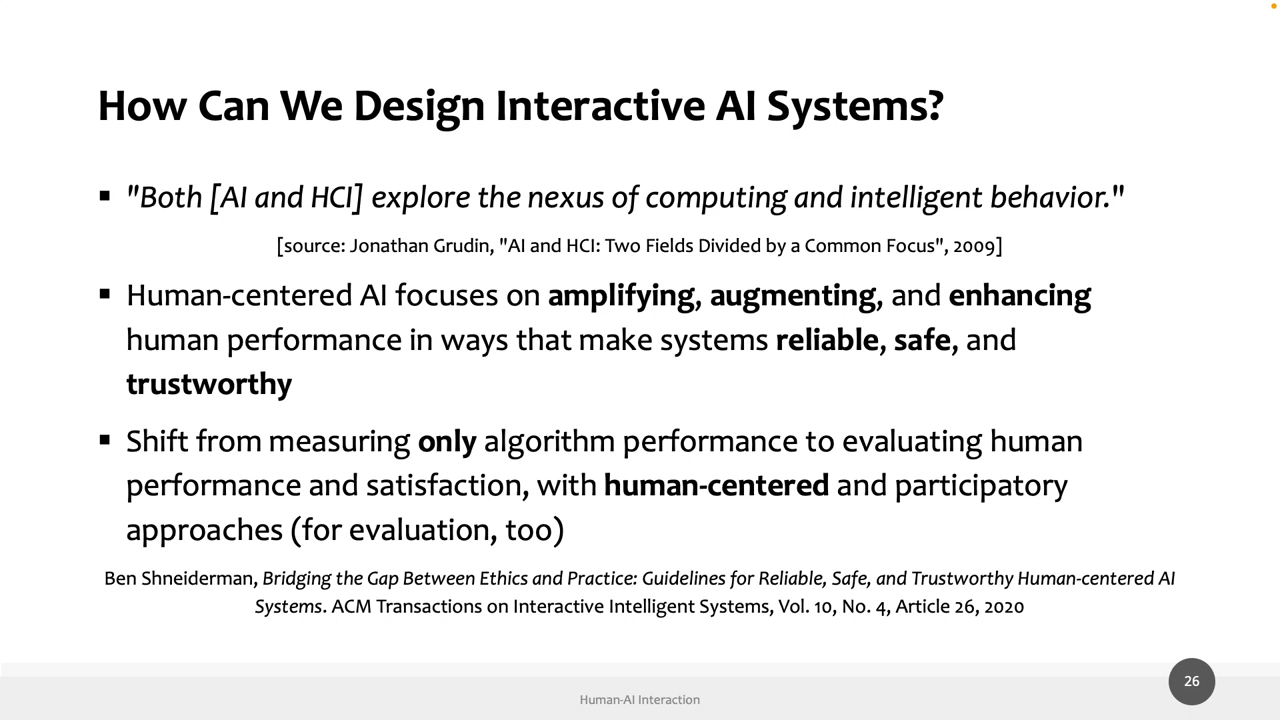 How Can We Design Interactive AI Systems?
▪ "Both [AI and HCI] explore the nexus of computing and intelligent behavior."
[source: Jonathan Grudin, "AI and HCI: Two Fields Divided by a Common Focus", 2009]
▪ Human-centered AI focuses on amplifying, augmenting, and enhancing
human performance in ways that make systems reliable, safe, and
trustworthy
▪ Shift from measuring only algorithm performance to evaluating human
performance and satisfaction, with human-centered and participatory
approaches (for evaluation, too)
Ben Shneiderman, Bridging the Gap Between Ethics and Practice: Guidelines for Reliable, Safe, and Trustworthy Human-centered AI
Systems. ACM Transactions on Interactive Intelligent Systems, Vol. 10, No. 4, Article 26, 2020
26
Human-AI Interaction